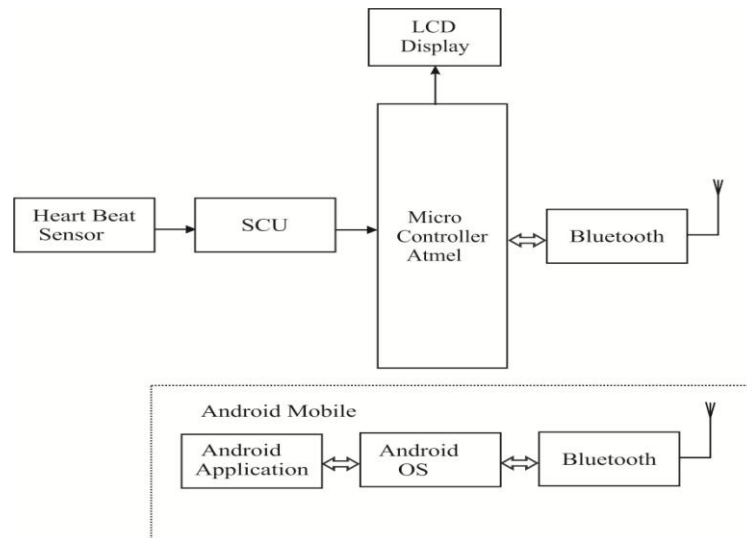 LCD
Display
Heart Beat
Sensor
SCU
Micro
Controller
Atmel
Bluetooth
Android Mobile
Android
Application
Android
OS
Bluetooth